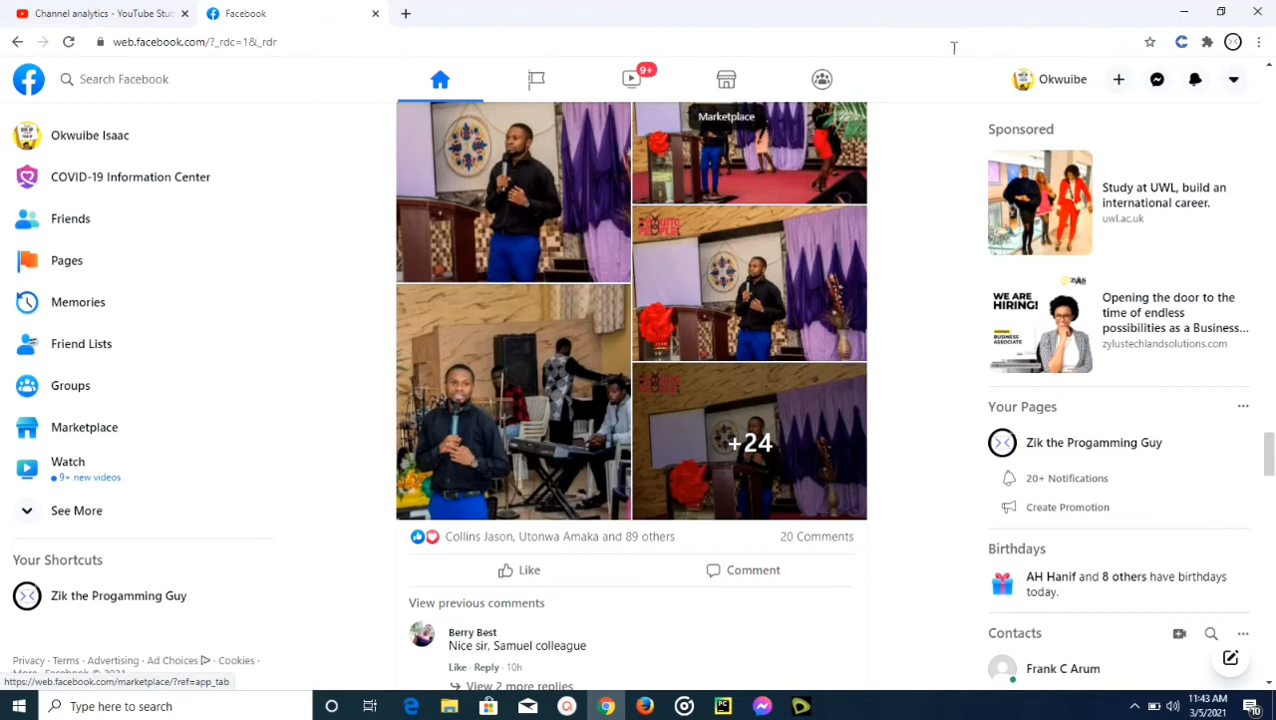 Channel analytics - YouTube Stu
Facebook
web.facebook.com/?_rdc=1&_rdr
Search Facebook
9+
Okwuibe
Okwuibe Isaac
COVID-19 Information Center
Friends
Pages
Memories
Friend Lists
Groups
Marketplace
Watch
9+ new videos
See More
Your Shortcuts
Zik the Progamming Guy
Privacy · Terms · Advertising · Ad Choices · Cookies ·
https://web.facebook.com/marketplace/?ref=app_tab
Marketplace
+24
Collins Jason, Utonwa Amaka and 89 others
20 Comments
Like
Comment
View previous comments
Berry Best
Nice sir, Samuel colleague
Like · Reply · 10h
View 2 more replies
Sponsored
Study at UWL, build an
international career.
uwl.ac.uk
WE ARE
HIRING!
BUSINESS
ASSOCIATE
Opening the door to the
time of endless
possibilities as a Business...
zylustechlandsolutions.com
Your Pages
Zik the Progamming Guy
20+ Notifications
Create Promotion
Birthdays
AH Hanif and 8 others have birthdays
today.
Contacts
Frank C Arum
Type here to search
11:43 AM
3/5/2021
10